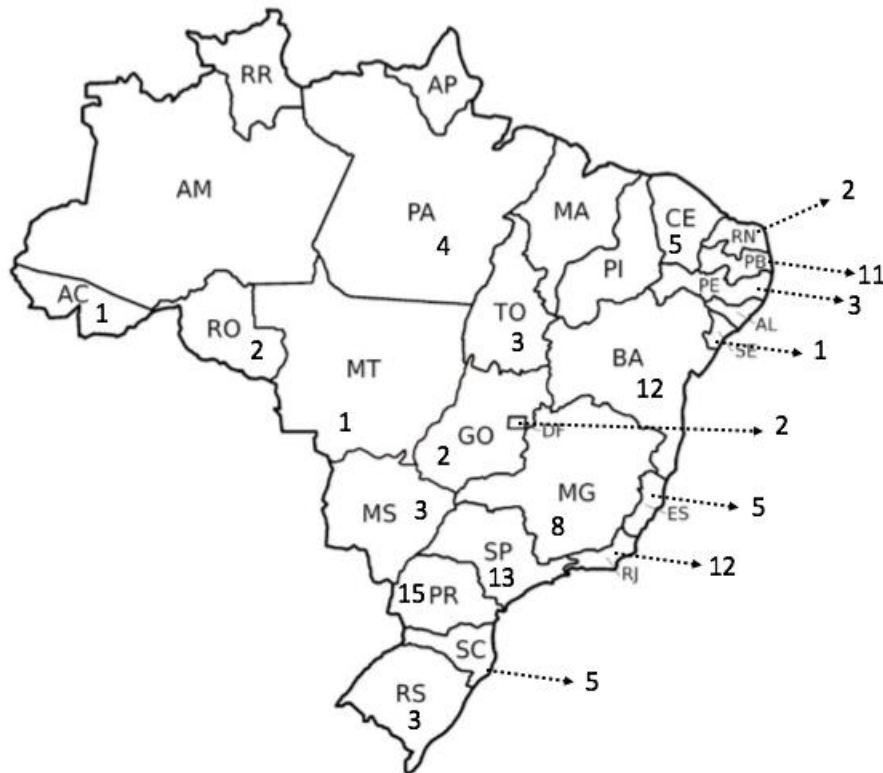 RR
AP
AM
PA
4
MA
CE
5
RN
2
PI
PB
11
PE
3
AC
1
RO
2
TO
3
AL
SE
1
MT
1
BA
12
GO
2
DF
2
MS
3
MG
8
ES
5
SP
13
RJ
12
15
PR
SC
5
RS
3